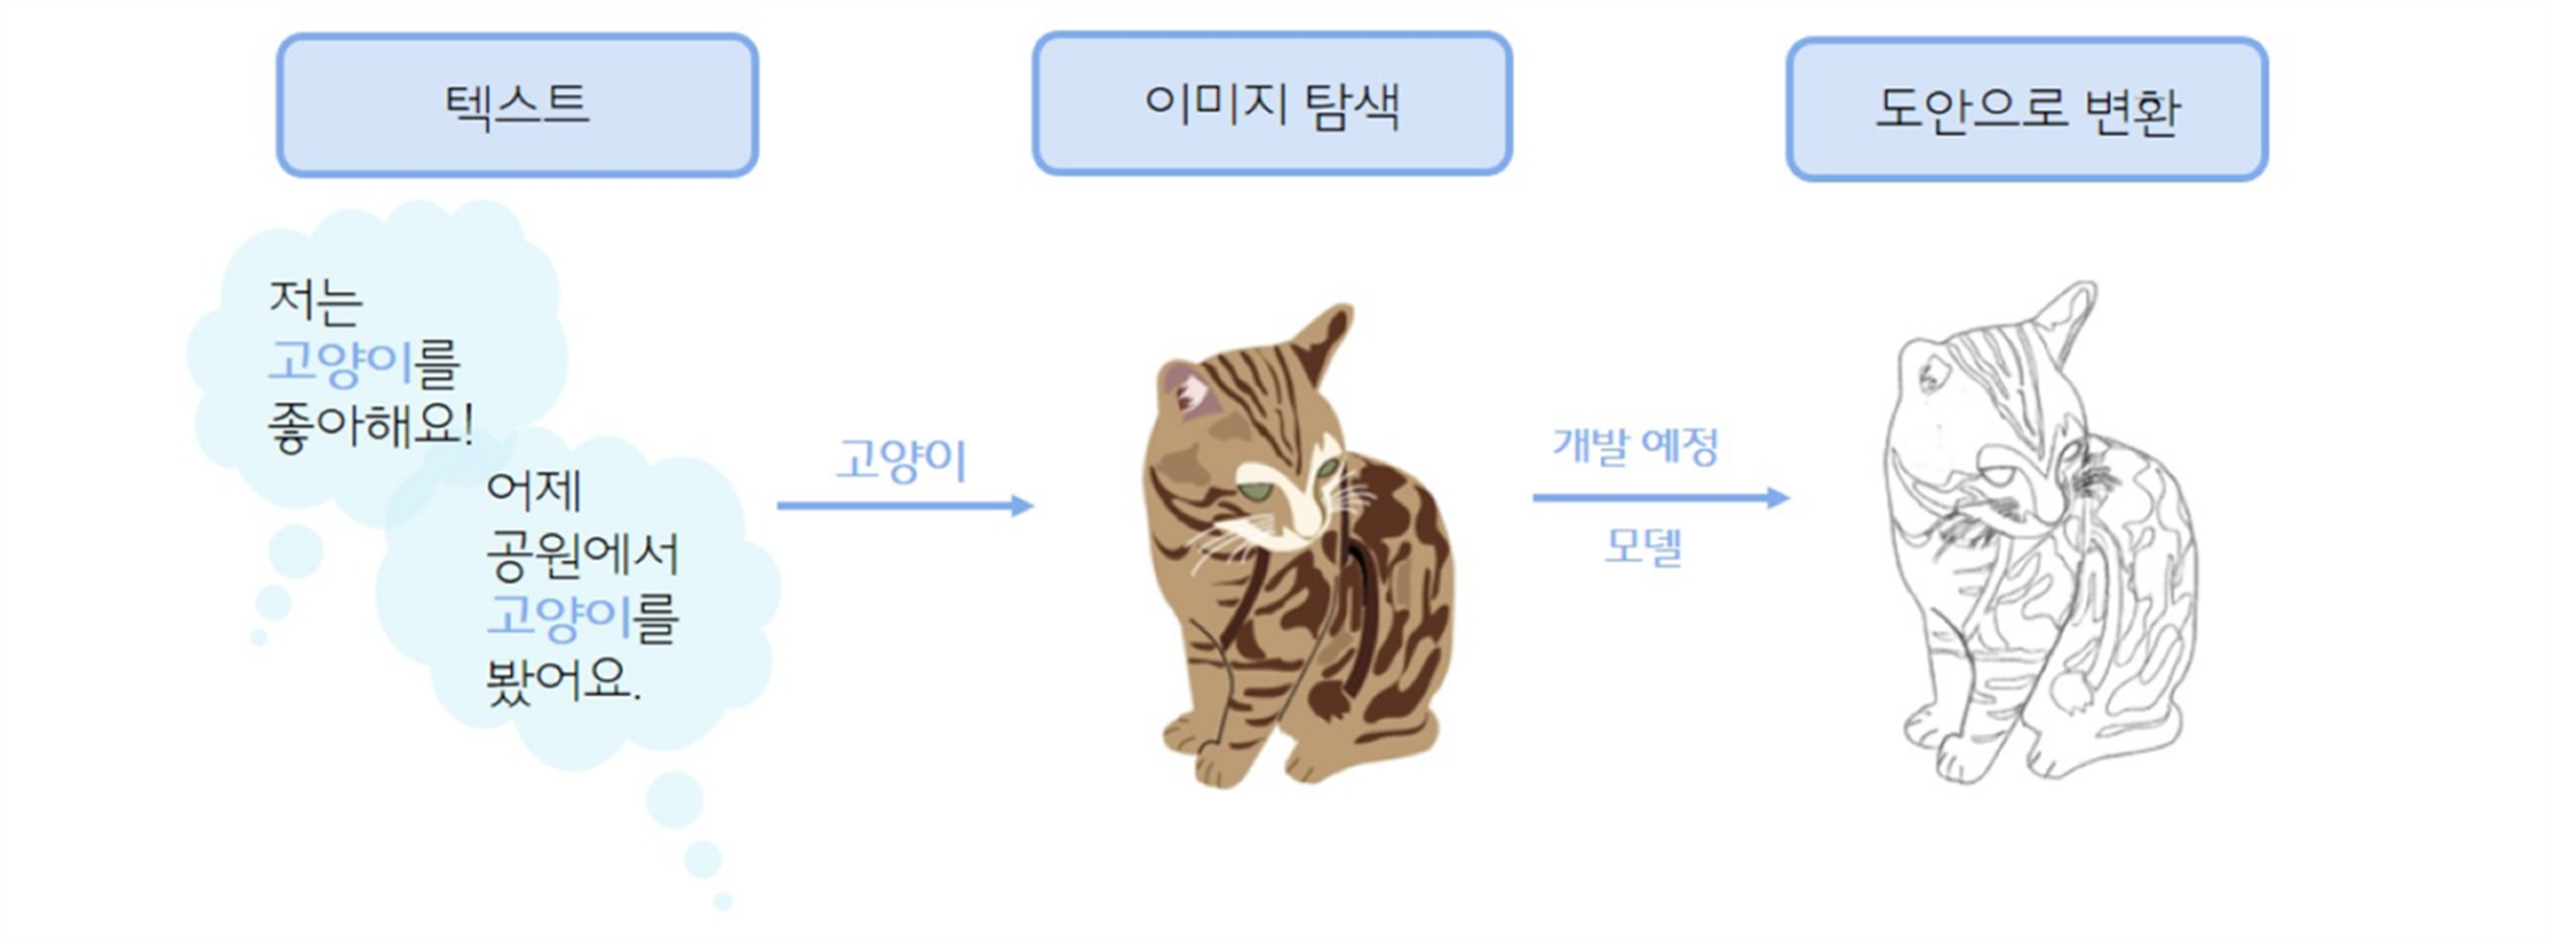 텍스트
이미지 탐색
도안으로 변환
저는
고양이를
좋아해요!
어제
공원에서
고양이를
봤어요.
고양이
개발 예정
모델